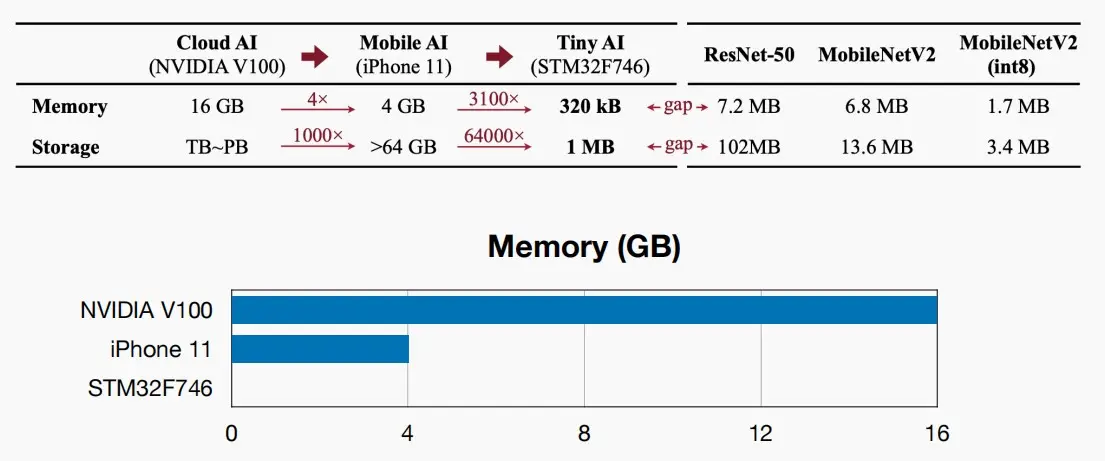 Cloud AI Mobile AI Tiny AI ResNet-50 MobileNetV2 MobileNetV2
(NVIDIA V100) (iPhone 11) (STM32F746) (int8)
Memory 16 GB 4× 4 GB 3100× 320 kB gap 7.2 MB 6.8 MB 1.7 MB
Storage TB~PB 1000× >64 GB 64000× 1 MB gap 102MB 13.6 MB 3.4 MB
Memory (GB)
NVIDIA V100
iPhone 11
STM32F746
0 4 8 12 16